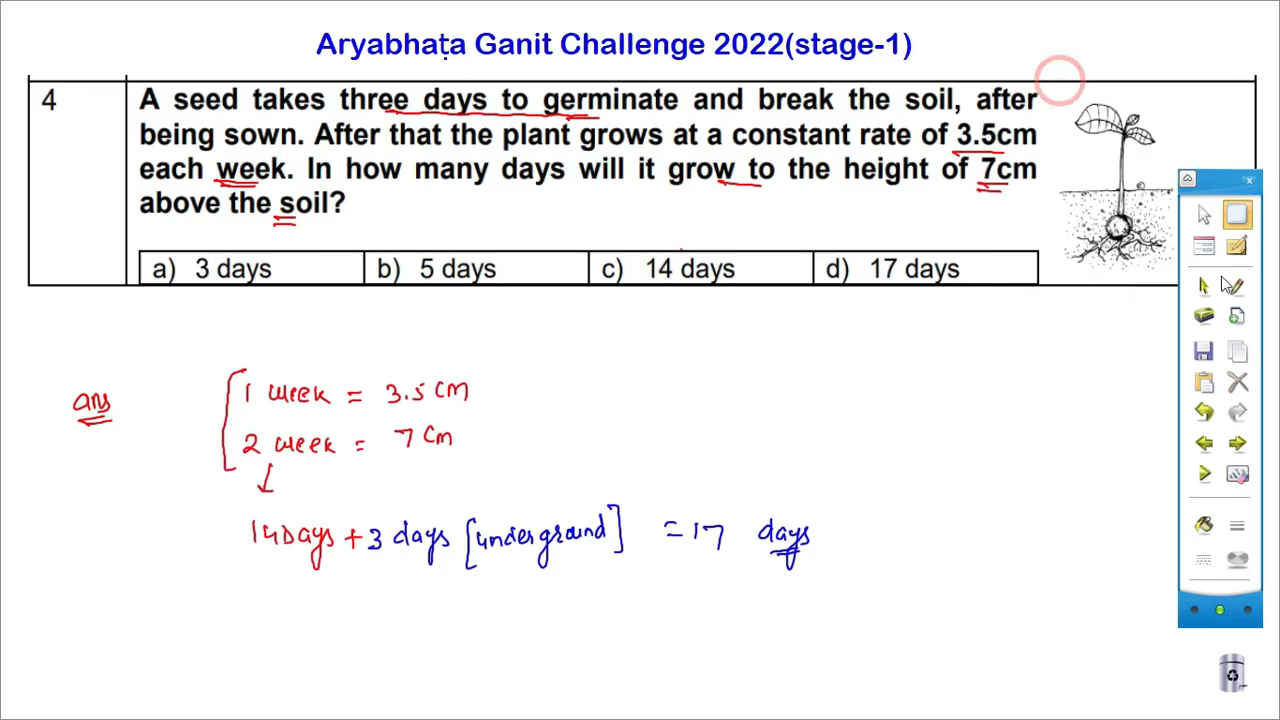 Aryabhaṭa Ganit Challenge 2022(stage-1)
4
A seed takes three days to germinate and break the soil, after
being sown. After that the plant grows at a constant rate of 3.5cm
each week. In how many days will it grow to the height of 7cm
above the soil?
a) 3 days b) 5 days c) 14 days d) 17 days
ans
1 week = 3.5 cm
2 week = 7 cm
14 Days + 3 days [underground] = 17 days